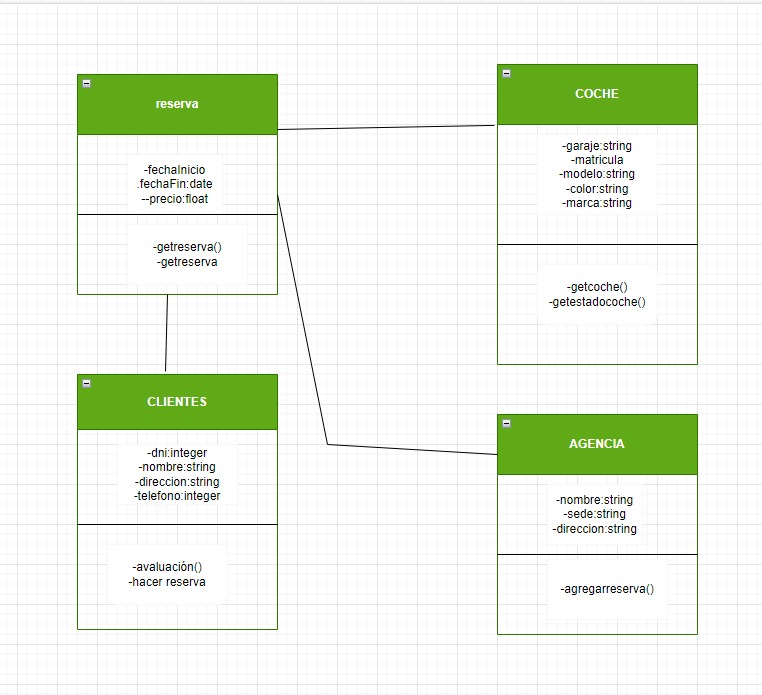 reserva
-fechaInicio
.fechaFin:date
--precio:float
-getreserva()
-getreserva
COCHE
-garaje:string
-matricula
-modelo:string
-color:string
-marca:string
-getcoche()
-getestadocoche()
CLIENTES
-dni:integer
-nombre:string
-direccion:string
-telefono:integer
-avaluación()
-hacer reserva
AGENCIA
-nombre:string
-sede:string
-direccion:string
-agregarreserva()